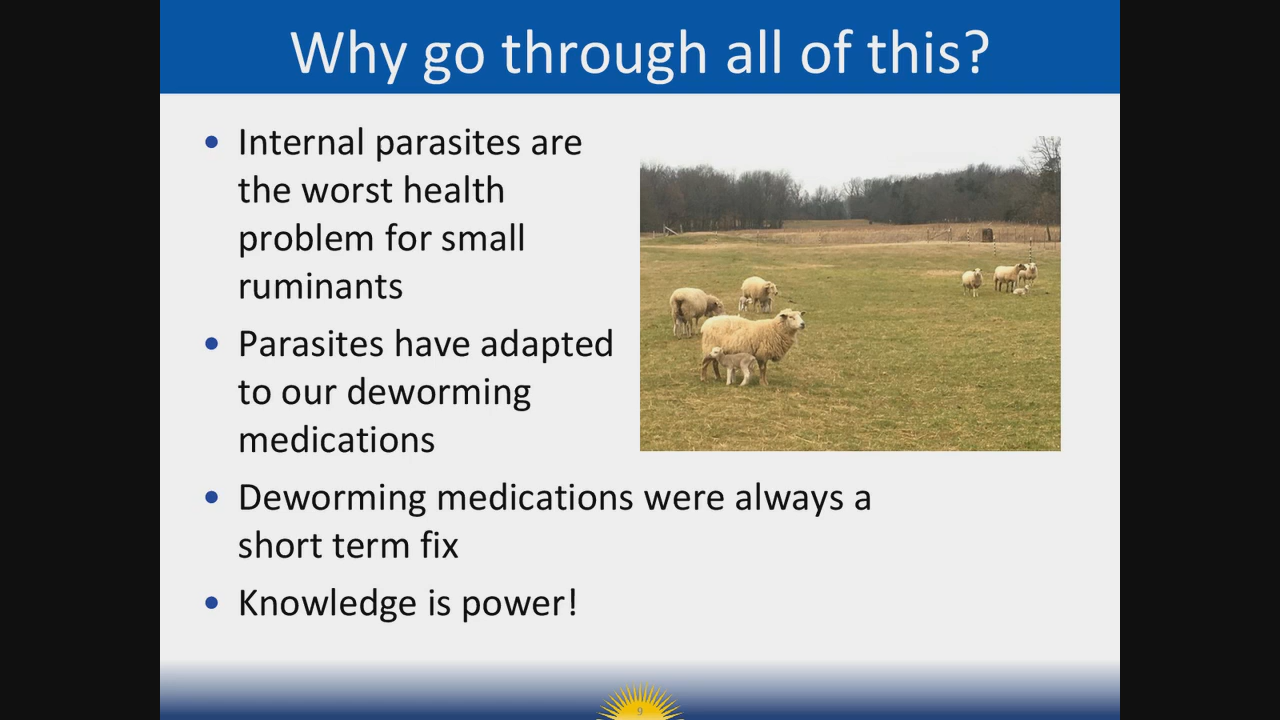 Why go through all of this?
• Internal parasites are
the worst health
problem for small
ruminants
• Parasites have adapted
to our deworming
medications
• Deworming medications were always a
short term fix
• Knowledge is power!
9